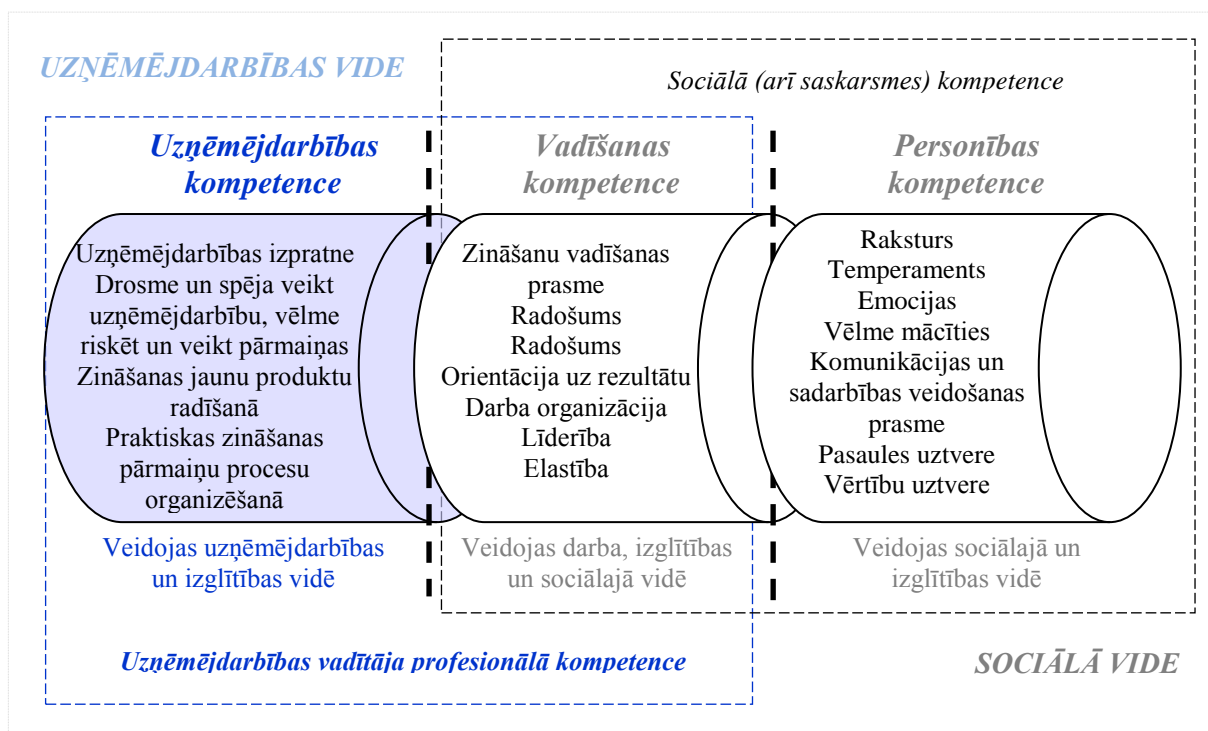 UZŅĒMĒJDARBĪBAS VIDE
Sociālā (arī saskarsmes) kompetence
Uzņēmējdarbības
kompetence
Uzņēmējdarbības izpratne
Drosme un spēja veikt
uzņēmējdarbību, vēlme
riskēt un veikt pārmaiņas
Zināšanas jaunu produktu
radīšanā
Praktiskas zināšanas
pārmaiņu procesu
organizēšanā
Veidojas uzņēmējdarbības
un izglītības vidē
Vadīšanas
kompetence
Zināšanu vadīšanas
prasme
Radošums
Radošums
Orientācija uz rezultātu
Darba organizācija
Līderība
Elastība
Veidojas darba, izglītības
un sociālajā vidē
Personības
kompetence
Raksturs
Temperaments
Emocijas
Vēlme mācīties
Komunikācijas un
sadarbības veidošanas
prasme
Pasaules uztvere
Vērtību uztvere
Veidojas sociālajā un
izglītības vidē
Uzņēmējdarbības vadītāja profesionālā kompetence
SOCIĀLĀ VIDE